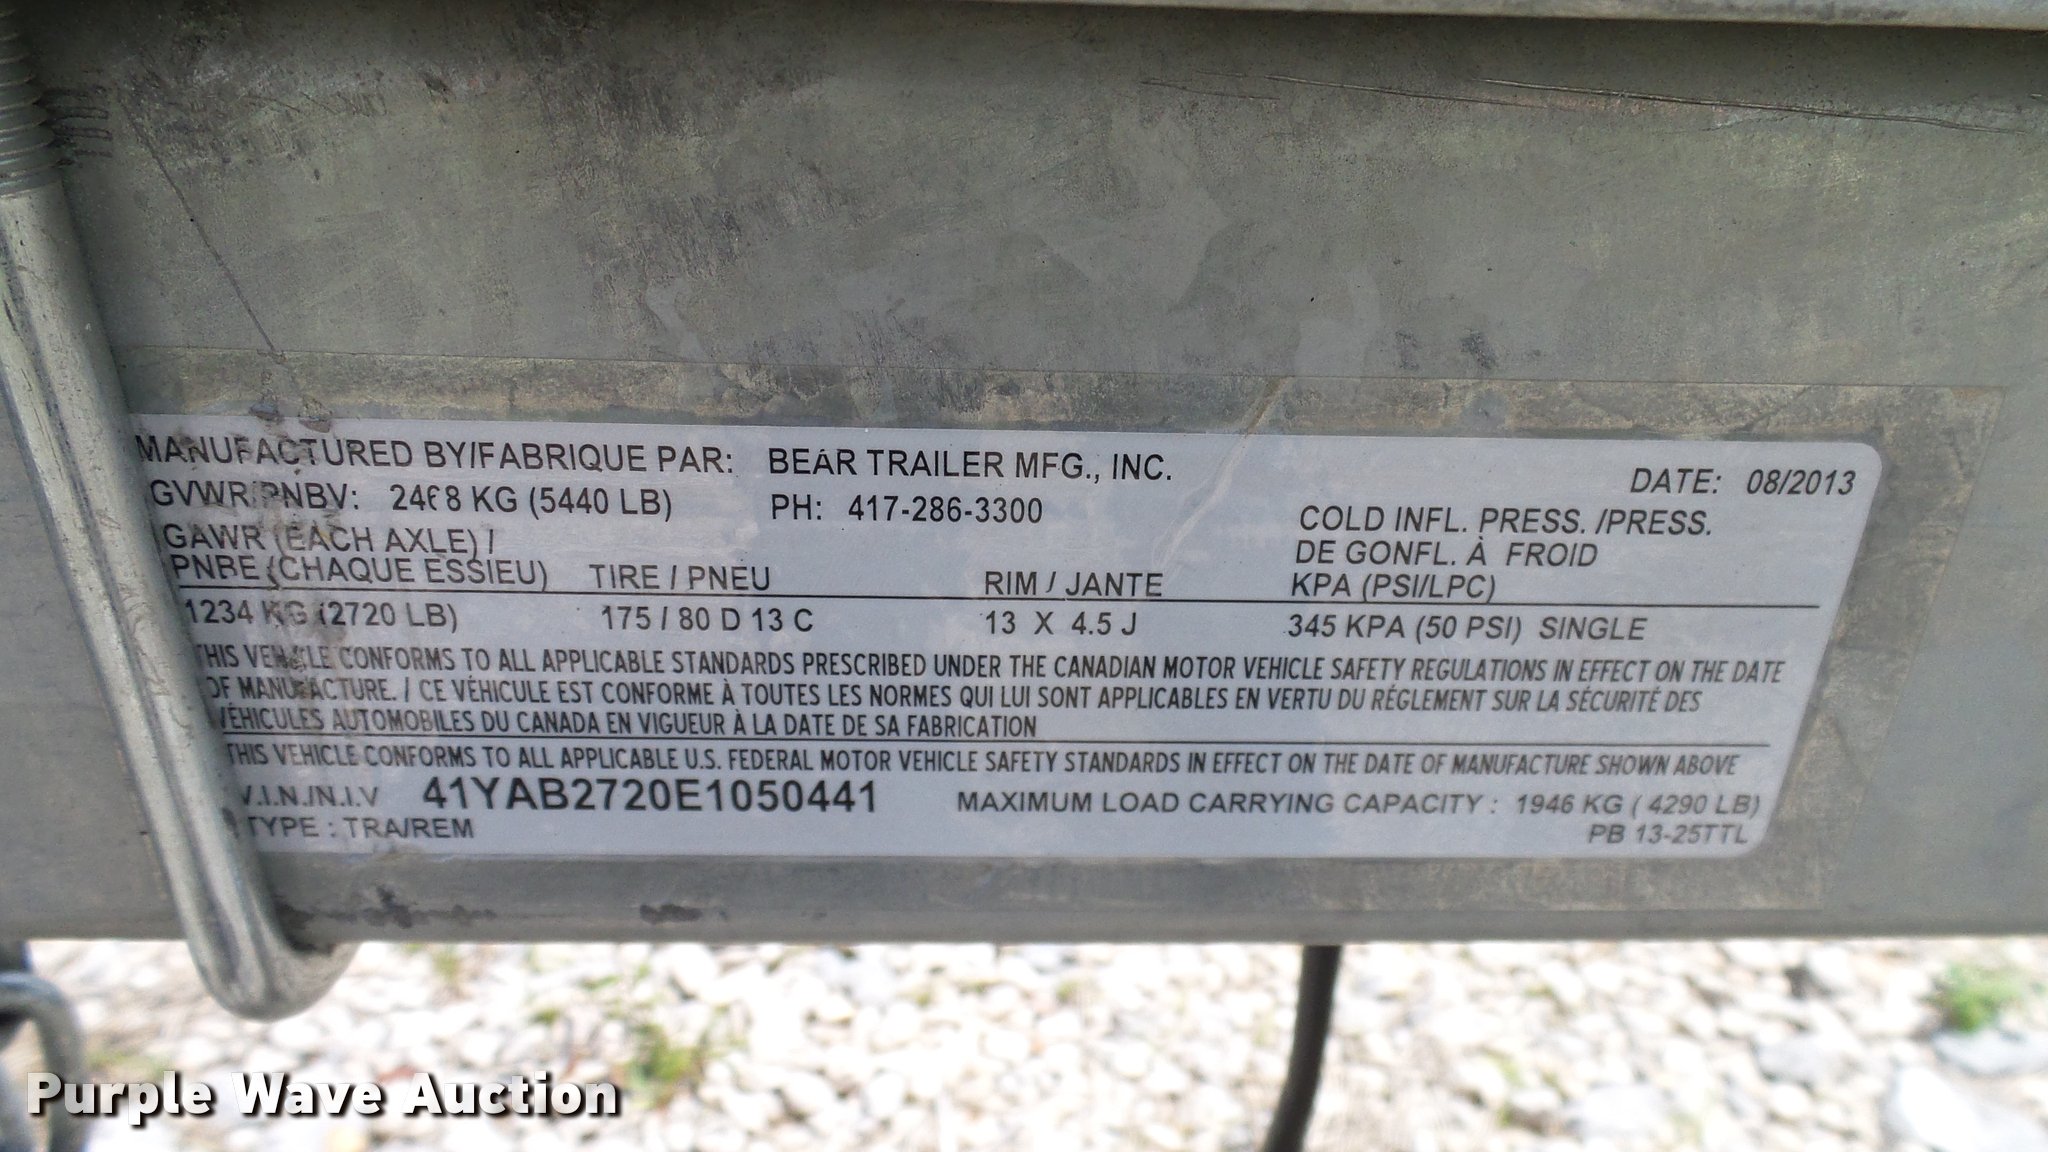 MANUFACTURED BY/FABRIQUE PAR: BEAR TRAILER MFG., INC.
DATE: 08/2013
GVWR/PNBV: 2468 KG (5440 LB) PH: 417-286-3300
GAWR (EACH AXLE) /
PNBE (CHAQUE ESSIEU) TIRE / PNEU RIM / JANTE
COLD INFL. PRESS. /PRESS.
DE GONFL. À FROID
KPA (PSI/LPC)
1234 KG (2720 LB) 175 / 80 D 13 C 13 X 4.5 J 345 KPA (50 PSI) SINGLE
THIS VEHICLE CONFORMS TO ALL APPLICABLE STANDARDS PRESCRIBED UNDER THE CANADIAN MOTOR VEHICLE SAFETY REGULATIONS IN EFFECT ON THE DATE
OF MANUFACTURE. / CE VÉHICULE EST CONFORME À TOUTES LES NORMES QUI LUI SONT APPLICABLES EN VERTU DU RÉGLEMENT SUR LA SÉCURITÉ DES
VÉHICULES AUTOMOBILES DU CANADA EN VIGUEUR À LA DATE DE SA FABRICATION
THIS VEHICLE CONFORMS TO ALL APPLICABLE U.S. FEDERAL MOTOR VEHICLE SAFETY STANDARDS IN EFFECT ON THE DATE OF MANUFACTURE SHOWN ABOVE
V.I.N./N.I.V 41YAB2720E1050441 MAXIMUM LOAD CARRYING CAPACITY : 1946 KG ( 4290 LB)
TYPE : TRA/REM PB 13-25TTL
Purple Wave Auction